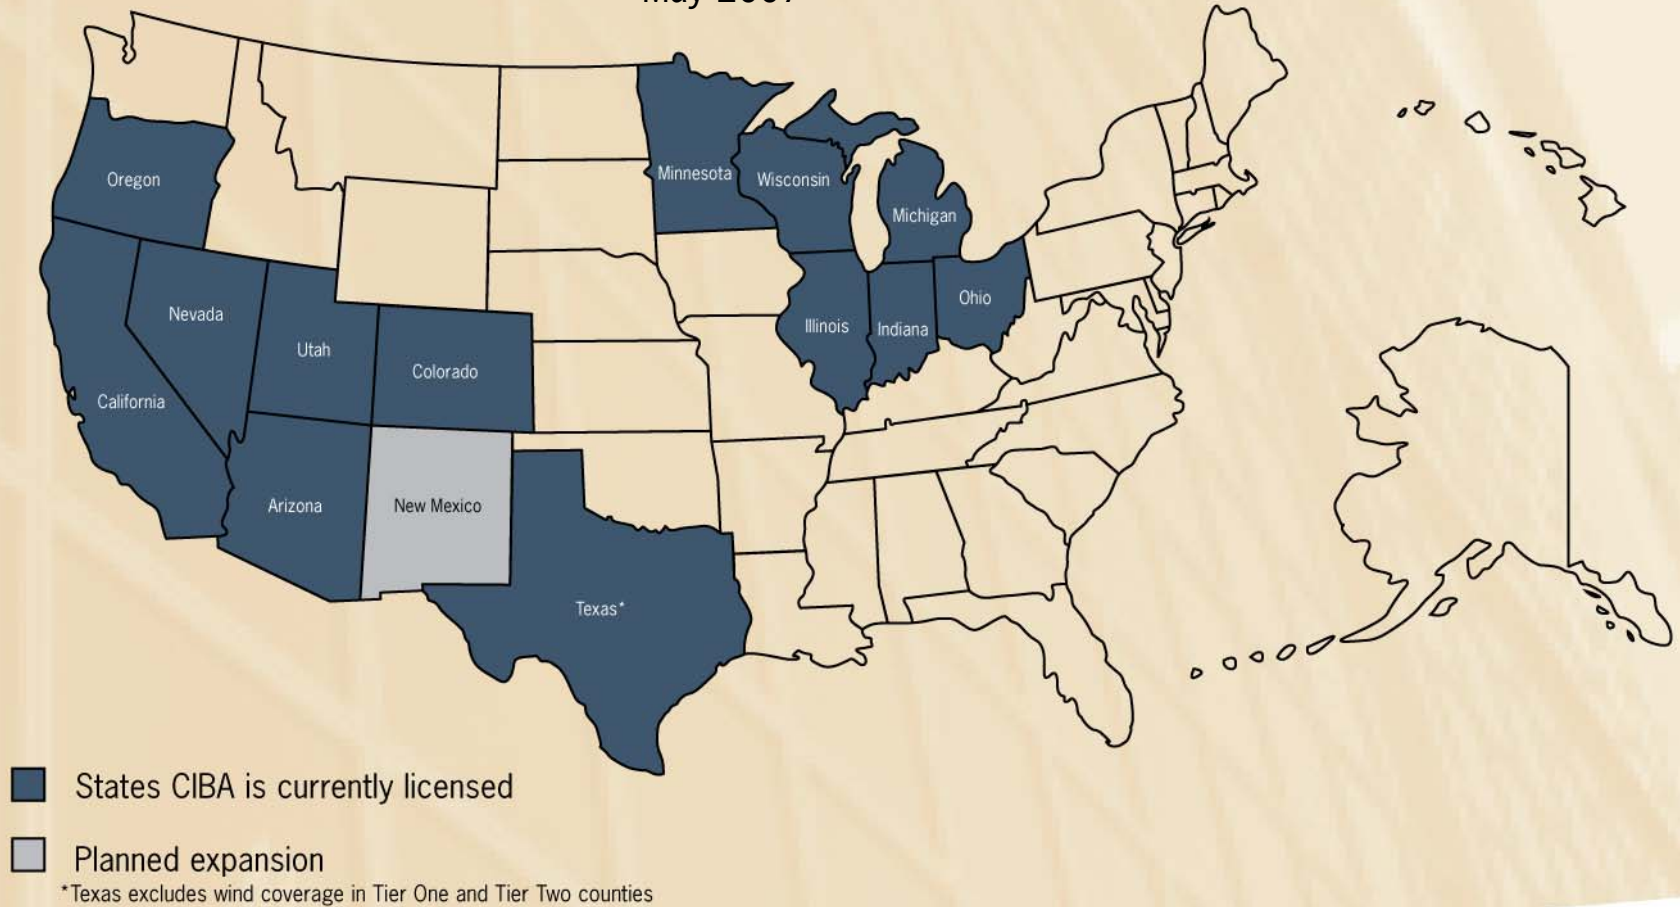 Oregon
Minnesota
Wisconsin
Michigan
Nevada
Utah
Colorado
California
Illinois
Indiana
Ohio
Arizona
New Mexico
Texas*
States CIBA is currently licensed
Planned expansion
*Texas excludes wind coverage in Tier One and Tier Two counties